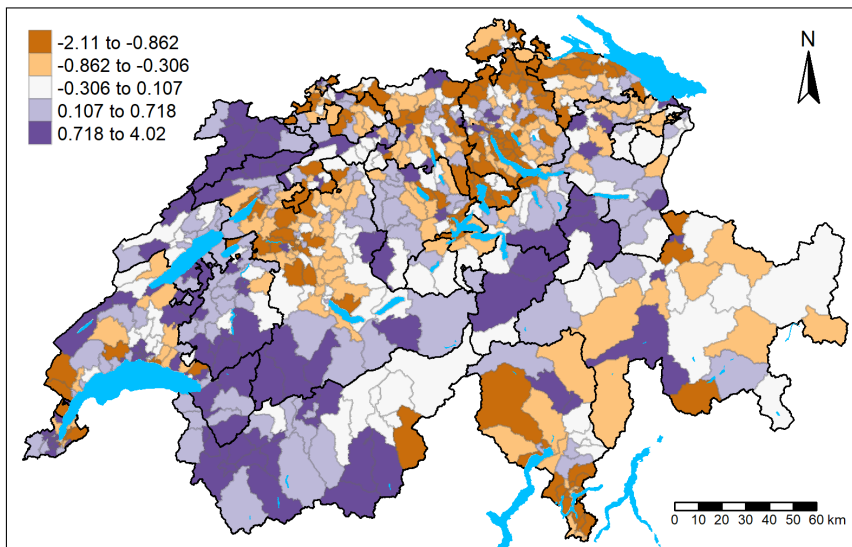 -2.11 to -0.862
-0.862 to -0.306
-0.306 to 0.107
0.107 to 0.718
0.718 to 4.02
N
0 10 20 30 40 50 60 km